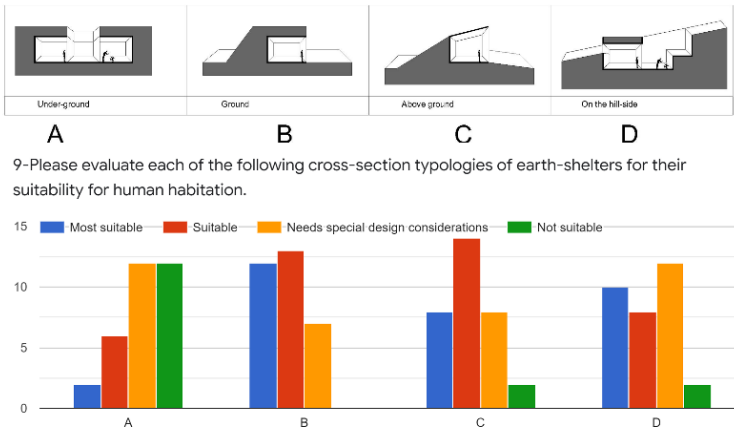 Under-ground
Ground
Above ground
On the hill-side
A
B
C
D
9-Please evaluate each of the following cross-section typologies of earth-shelters for their
suitability for human habitation.
Most suitable
Suitable
Needs special design considerations
Not suitable
15
10
5
0
A
B
C
D